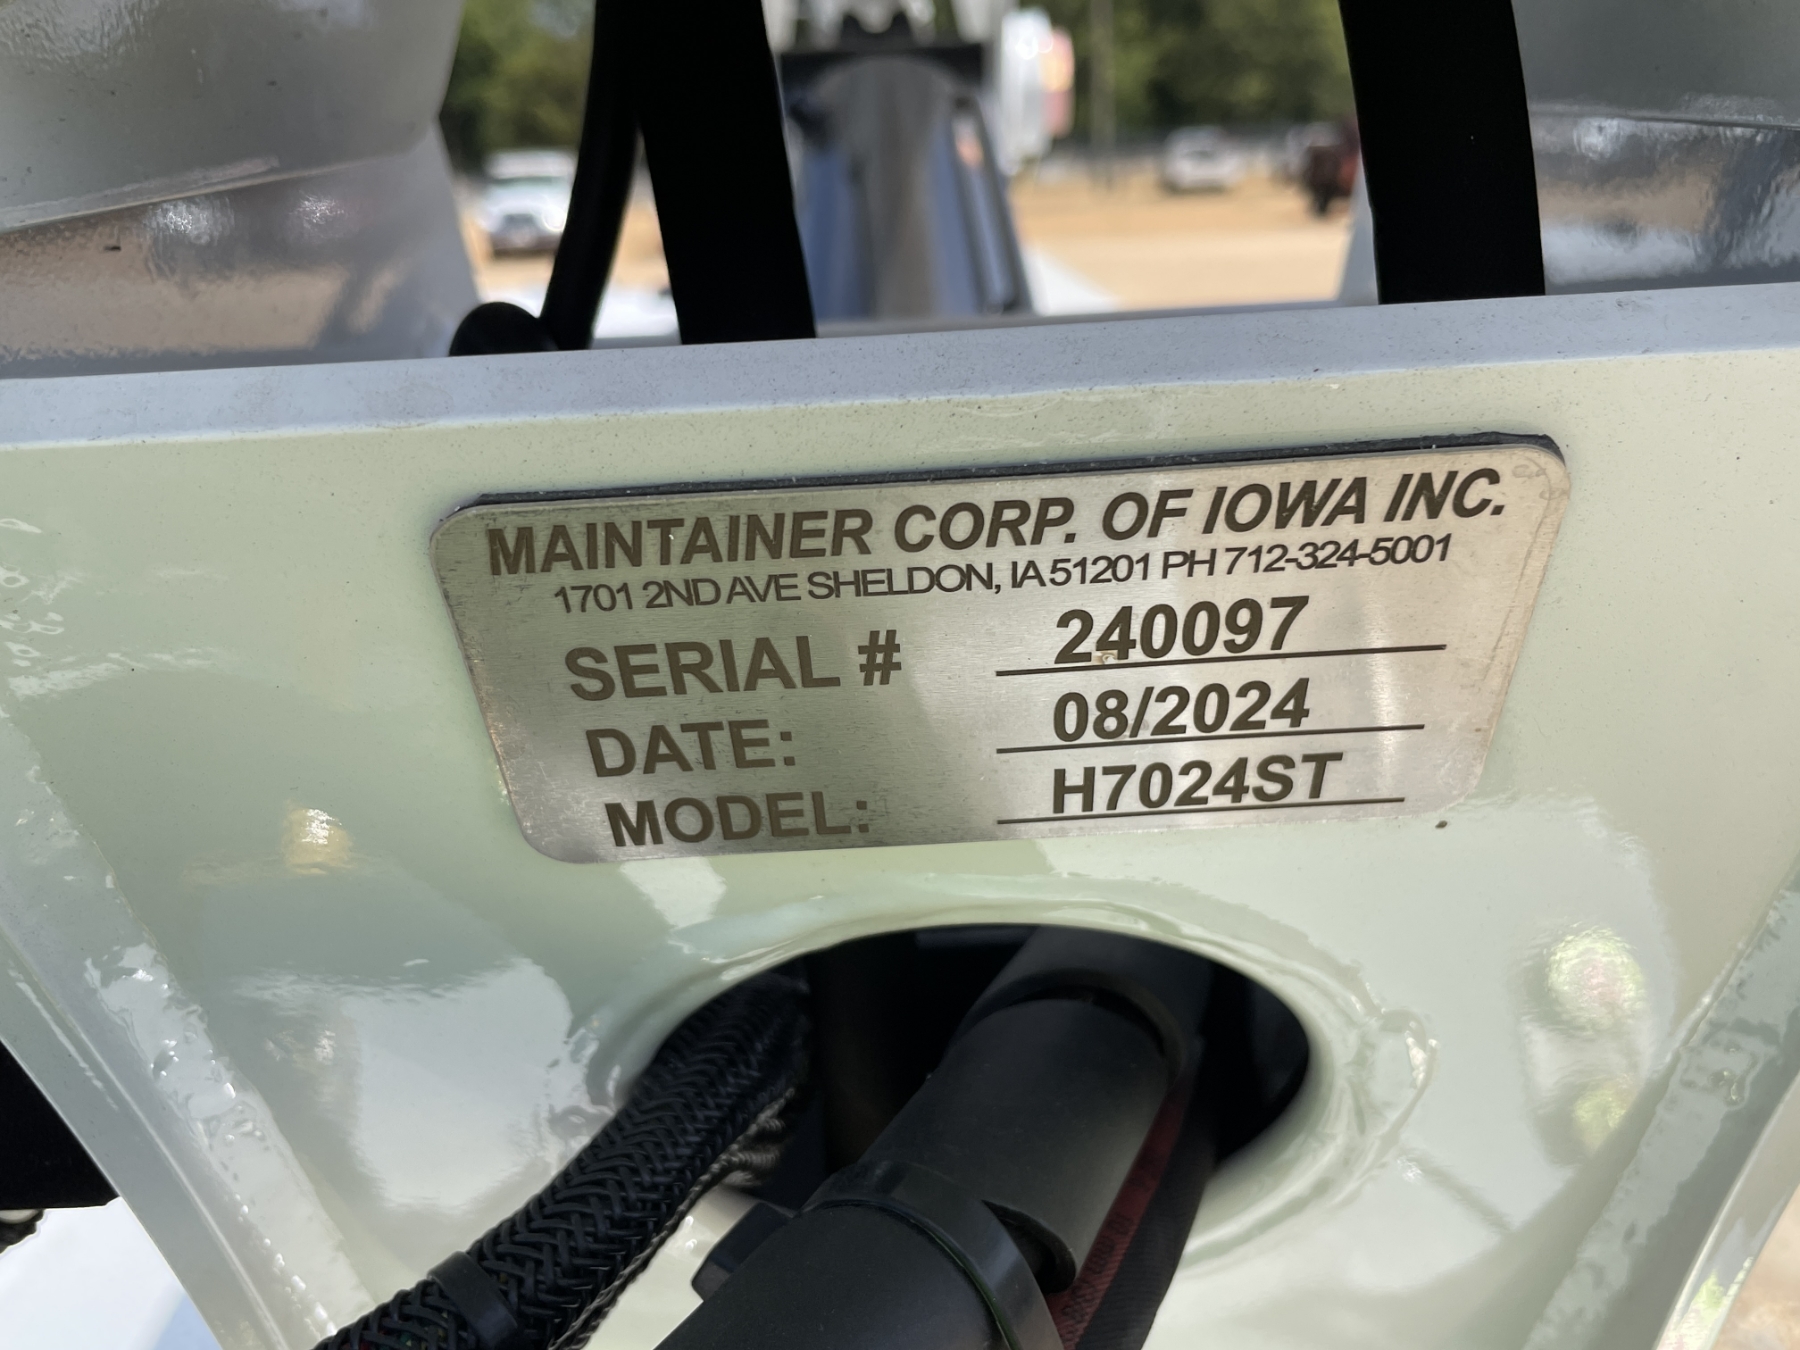 MAINTAINER CORP. OF IOWA INC.
1701 2ND AVE SHELDON, IA 51201 PH 712-324-5001
SERIAL # 240097
DATE: 08/2024
MODEL: H7024ST